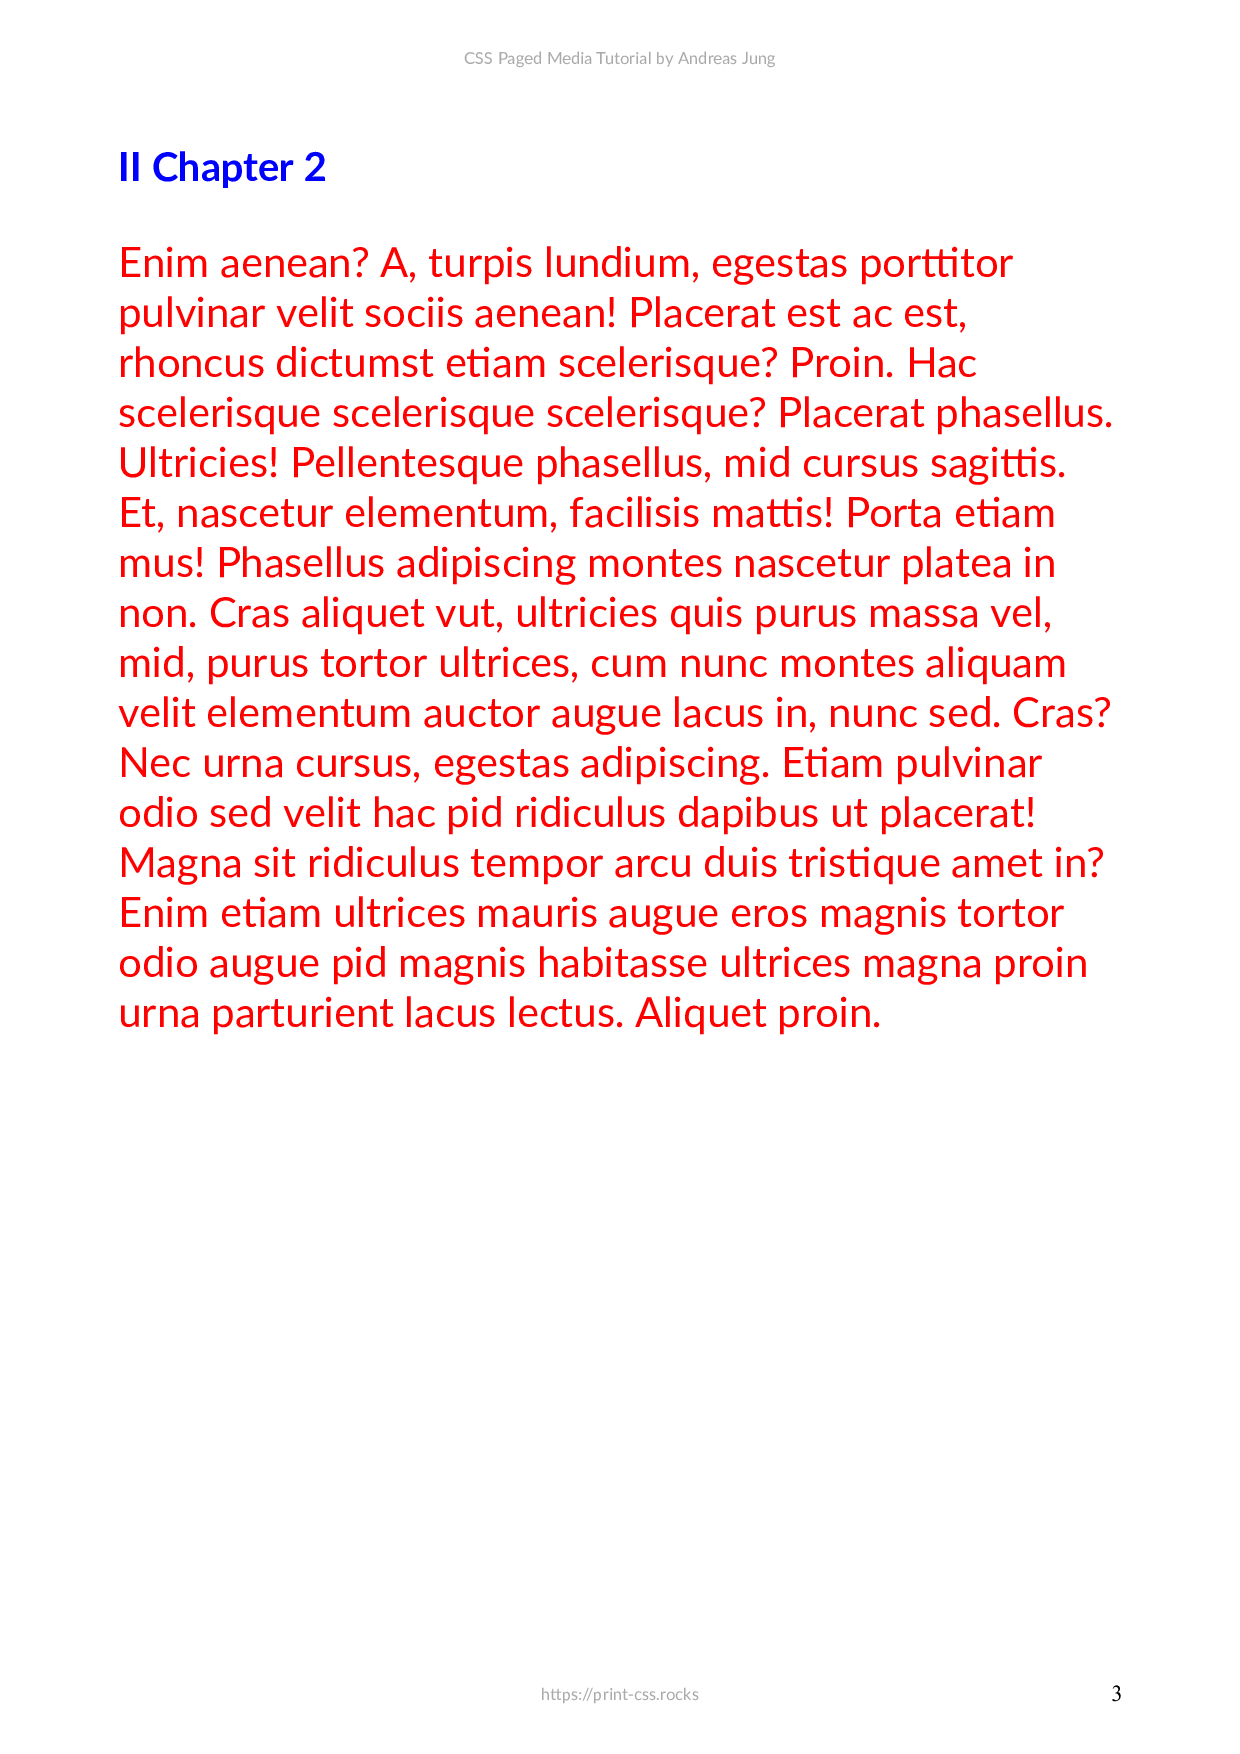 CSS Paged Media Tutorial by Andreas Jung
II Chapter 2
Enim aenean? A, turpis lundium, egestas porttitor
pulvinar velit sociis aenean! Placerat est ac est,
rhoncus dictumst etiam scelerisque? Proin. Hac
scelerisque scelerisque scelerisque? Placerat phasellus.
Ultricies! Pellentesque phasellus, mid cursus sagittis.
Et, nascetur elementum, facilisis mattis! Porta etiam
mus! Phasellus adipiscing montes nascetur platea in
non. Cras aliquet vut, ultricies quis purus massa vel,
mid, purus tortor ultrices, cum nunc montes aliquam
velit elementum auctor augue lacus in, nunc sed. Cras?
Nec urna cursus, egestas adipiscing. Etiam pulvinar
odio sed velit hac pid ridiculus dapibus ut placerat!
Magna sit ridiculus tempor arcu duis tristique amet in?
Enim etiam ultrices mauris augue eros magnis tortor
odio augue pid magnis habitasse ultrices magna proin
urna parturient lacus lectus. Aliquet proin.
https://print-css.rocks
3